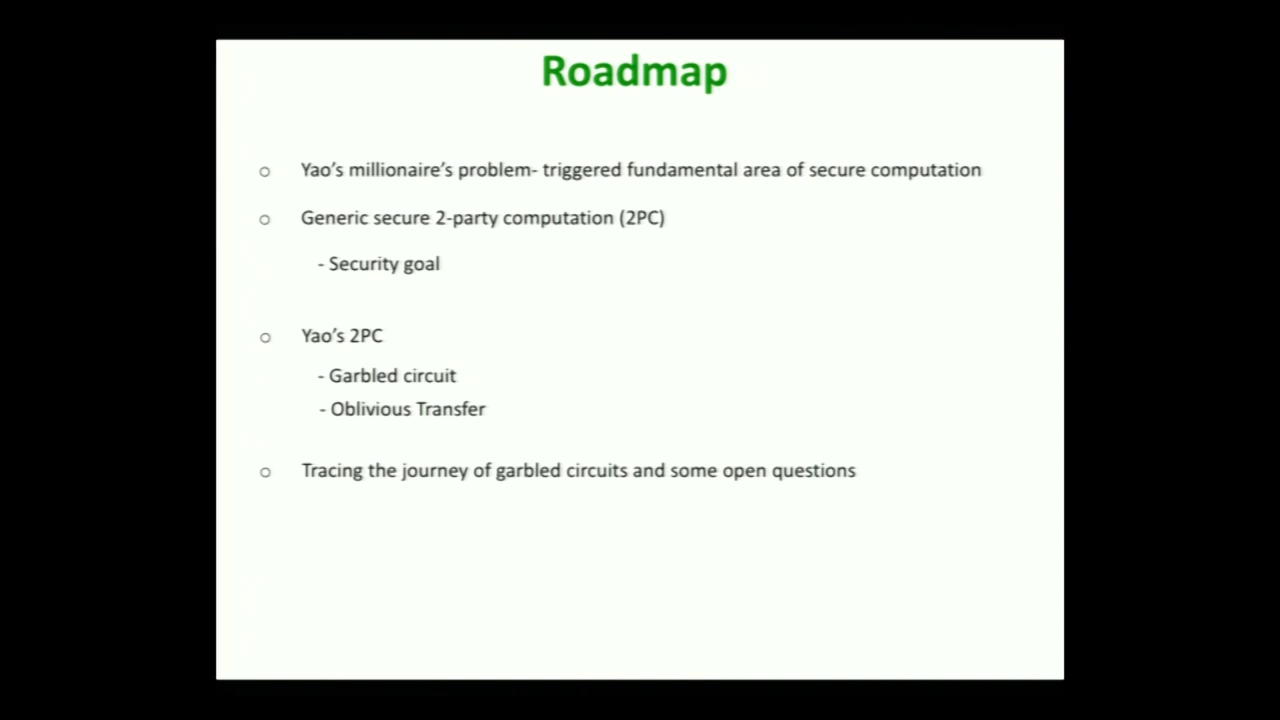 Roadmap
o Yao's millionaire's problem- triggered fundamental area of secure computation
o Generic secure 2-party computation (2PC)
- Security goal
o Yao's 2PC
- Garbled circuit
- Oblivious Transfer
o Tracing the journey of garbled circuits and some open questions